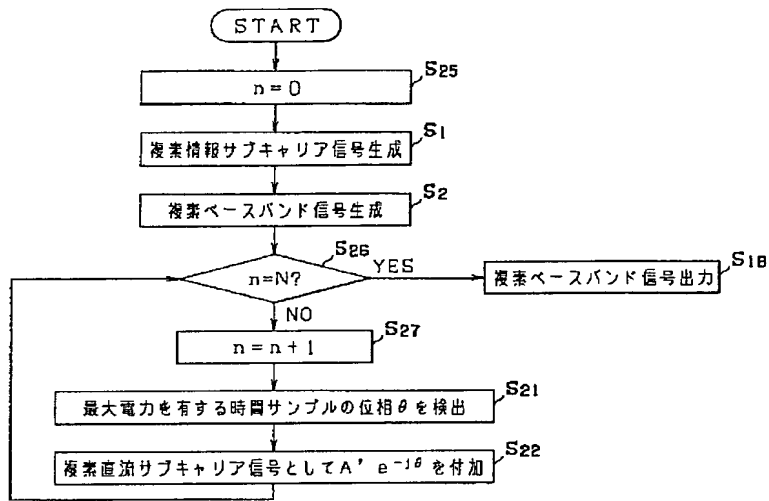 START
S25
n=0
S1
複素情報サブキャリア信号生成
S2
複素ベースバンド信号生成
S26
n=N?
YES
S18
複素ベースバンド信号出力
NO
S27
n=n+1
S21
最大電力を有する時間サンプルの位相θを検出
S22
複素直流サブキャリア信号としてA' e^{-jθ} を付加